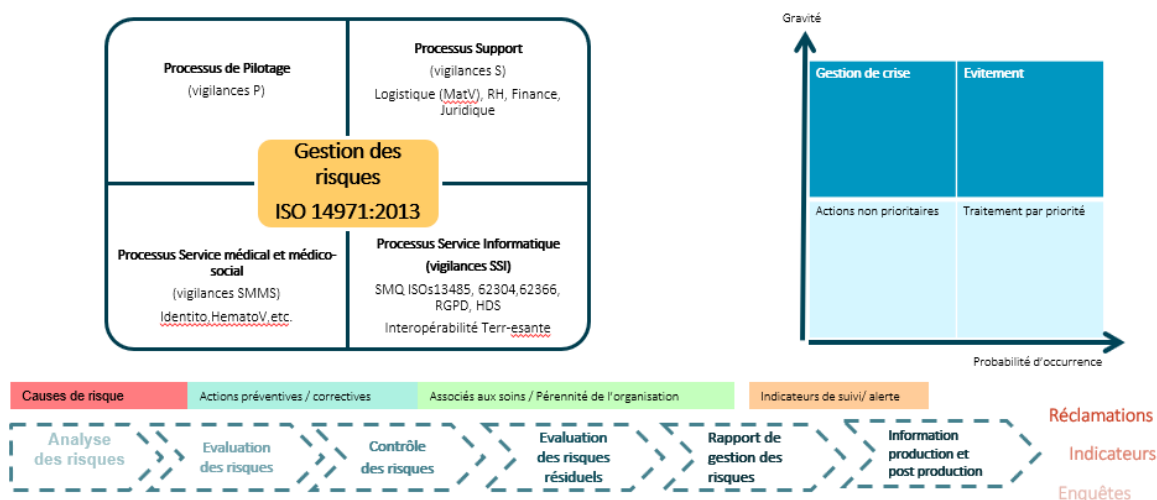 Processus de Pilotage
(vigilances P)
Processus Support
(vigilances S)
Logistique (MatV), RH, Finance,
Juridique
Gestion des
risques
ISO 14971:2013
Processus Service médical et médico-
social
(vigilances SMMS)
Identito,HematoV,etc.
Processus Service Informatique
(vigilances SSI)
SMQ ISOs13485, 62304,62366,
RGPD, HDS
Interopérabilité Terr-esante
Gravité
Gestion de crise
Evitement
Actions non prioritaires
Traitement par priorité
Probabilité d'occurrence
Causes de risque
Actions préventives / correctives
Associés aux soins / Pérennité de l'organisation
Indicateurs de suivi/ alerte
Analyse
des risques
Evaluation
des risques
Contrôle
des risques
Evaluation
des risques
résiduels
Rapport de
gestion des
risques
Information
production et
post production
Réclamations
Indicateurs
Enquêtes